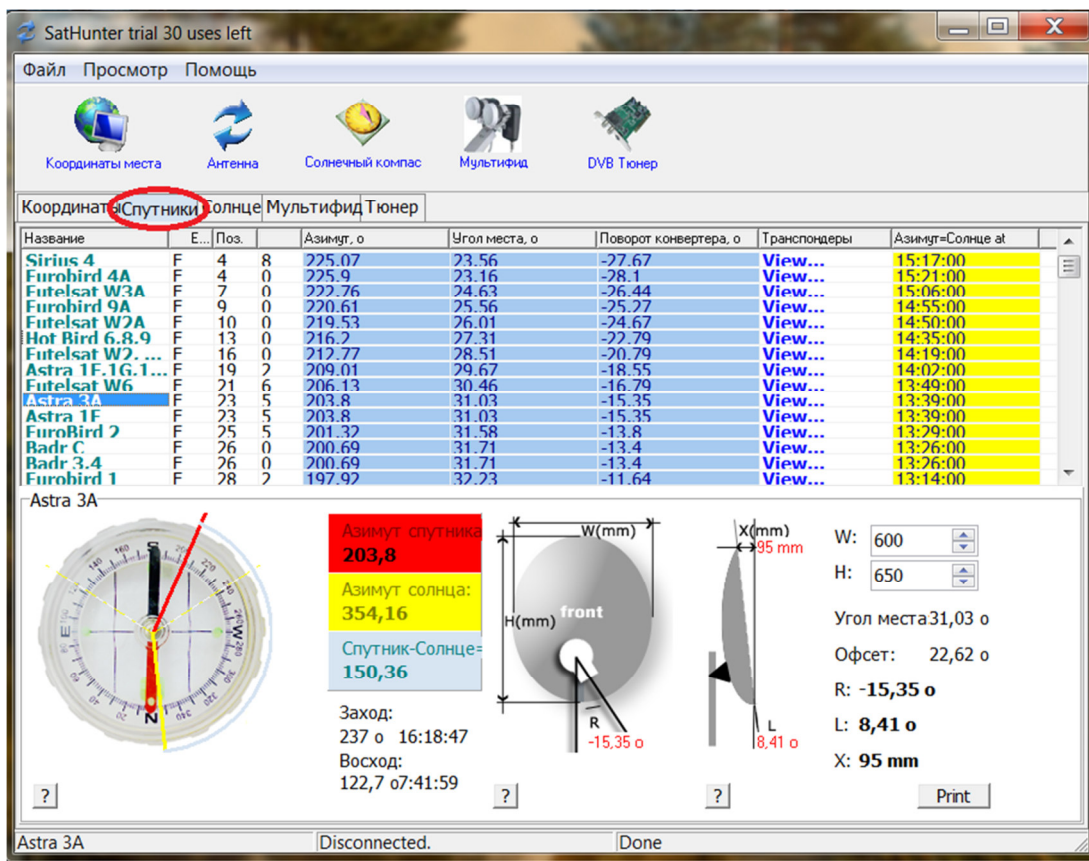 SatHunter trial 30 uses left
Файл Просмотр Помощь
Координаты места Антенна Солнечный компас Мультифид DVB Тюнер
Координаты Спутники Солнце Мультифид Тюнер
Название E... Поз. Азимут, о Угол места, о Поворот конвертера, о Транспондеры Азимут=Солнце at
Sirius 4 E 4 8 225.07 23.56 -27.67 View... 15:17:00
Eurobird 4A E 4 0 225.9 23.16 -28.1 View... 15:21:00
Eutelsat W3A E 7 0 222.76 24.63 -26.44 View... 15:06:00
Eurobird 9A E 9 0 220.61 25.56 -25.27 View... 14:55:00
Eutelsat W2A E 10 0 219.53 26.01 -24.67 View... 14:50:00
Hot Bird 6.8.9 E 13 0 216.2 27.31 -22.79 View... 14:35:00
Eutelsat W2. ... E 16 0 212.77 28.51 -20.79 View... 14:19:00
Astra 1F.1G.1... E 19 2 209.01 29.67 -18.55 View... 14:02:00
Eutelsat W6 E 21 6 206.13 30.46 -16.79 View... 13:49:00
Astra 3A E 23 5 203.8 31.03 -15.35 View... 13:39:00
Astra 1E E 23 5 203.8 31.03 -15.35 View... 13:39:00
EuroBird 2 E 25 5 201.32 31.58 -13.8 View... 13:29:00
Badr C E 26 0 200.69 31.71 -13.4 View... 13:26:00
Badr 3.4 E 26 0 200.69 31.71 -13.4 View... 13:26:00
Eurobird 1 E 28 2 197.92 32.23 -11.64 View... 13:14:00
Astra 3A
Азимут спутника
203,8
Азимут солнца:
354,16
Спутник-Солнце=
150,36
Заход:
237 о 16:18:47
Восход:
122,7 о7:41:59
W(mm)
H(mm)
front
R
-15,35 о
X(mm)
95 mm
L
8,41 о
W: 600
H: 650
Угол места31,03 о
Офсет: 22,62 о
R: -15,35 о
L: 8,41 о
X: 95 mm
? ? ? Print
Astra 3A Disconnected. Done